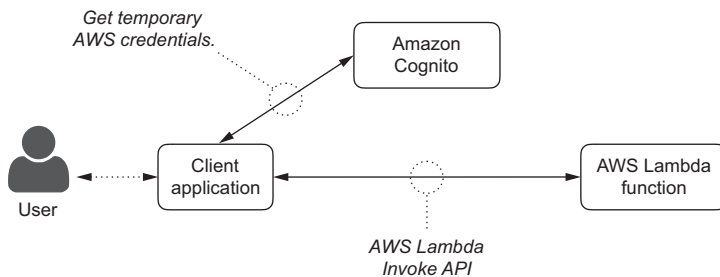 Get temporary
AWS credentials.
Amazon
Cognito
Client
application
AWS Lambda
function
User
AWS Lambda
Invoke API